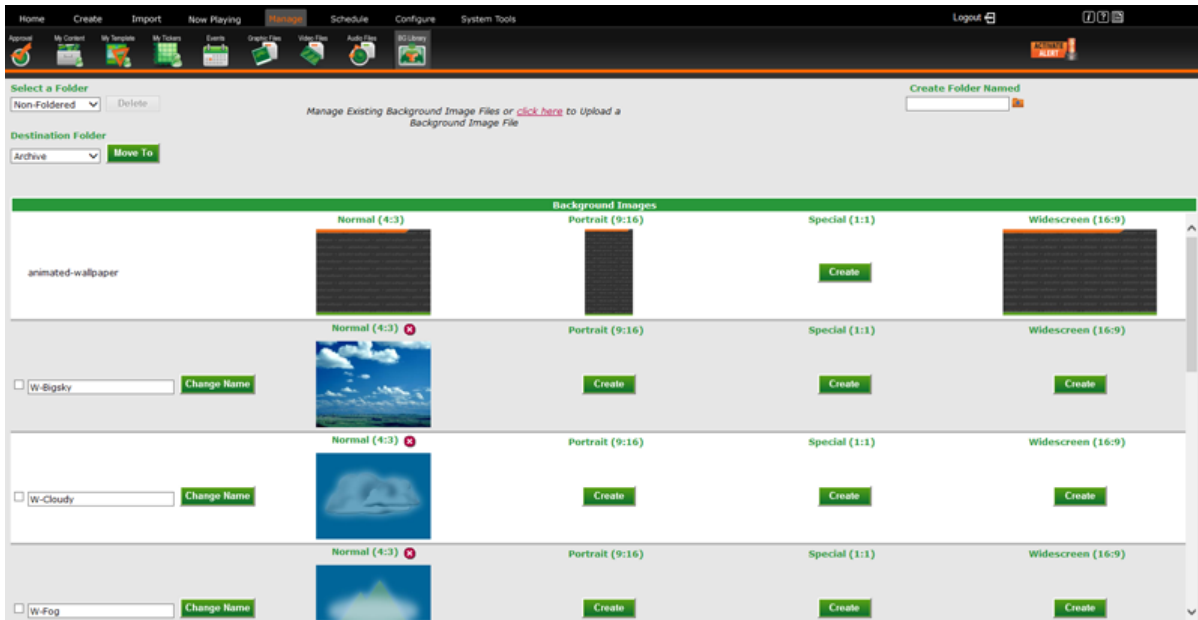 Home Create Import Now Playing Manage Schedule Configure System Tools Logout
Approval My Content My Template My Tickers Events Graphic Files Video Files Audio Files BG Library
ACTIVATE ALERT
Select a Folder
Non-Foldered Delete
Create Folder Named
Manage Existing Background Image Files or click here to Upload a
Background Image File
Destination Folder
Archive Move To
Background Images
Normal (4:3) Portrait (9:16) Special (1:1) Widescreen (16:9)
animated-wallpaper Create
Normal (4:3) Portrait (9:16) Special (1:1) Widescreen (16:9)
W-Bigsky Change Name Create Create Create
Normal (4:3) Portrait (9:16) Special (1:1) Widescreen (16:9)
W-Cloudy Change Name Create Create Create
Normal (4:3) Portrait (9:16) Special (1:1) Widescreen (16:9)
W-Fog Change Name Create Create Create